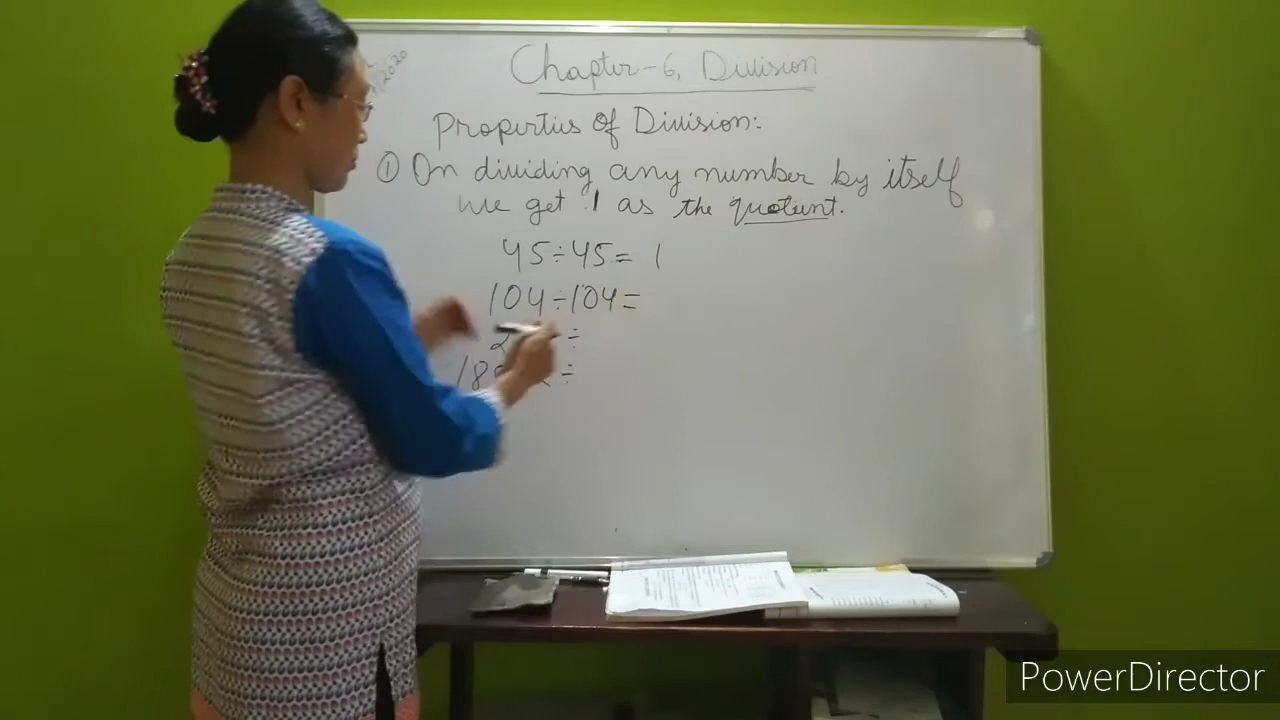 2020
Chapter-6, Division
Properties Of Division:
① On dividing any number by itself
we get 1 as the quotient.
45÷45= 1
104÷104=
÷
÷
PowerDirector